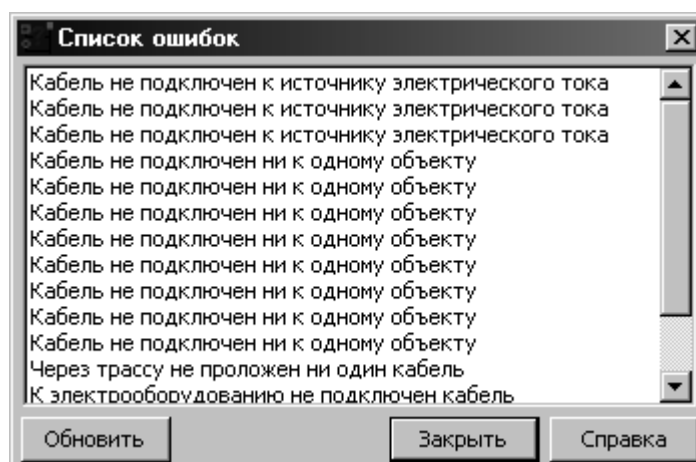 Список ошибок
Кабель не подключен к источнику электрического тока
Кабель не подключен к источнику электрического тока
Кабель не подключен к источнику электрического тока
Кабель не подключен ни к одному объекту
Кабель не подключен ни к одному объекту
Кабель не подключен ни к одному объекту
Кабель не подключен ни к одному объекту
Кабель не подключен ни к одному объекту
Кабель не подключен ни к одному объекту
Кабель не подключен ни к одному объекту
Кабель не подключен ни к одному объекту
Через трассу не проложен ни один кабель
К электрооборудованию не подключен кабель
Обновить Закрыть Справка